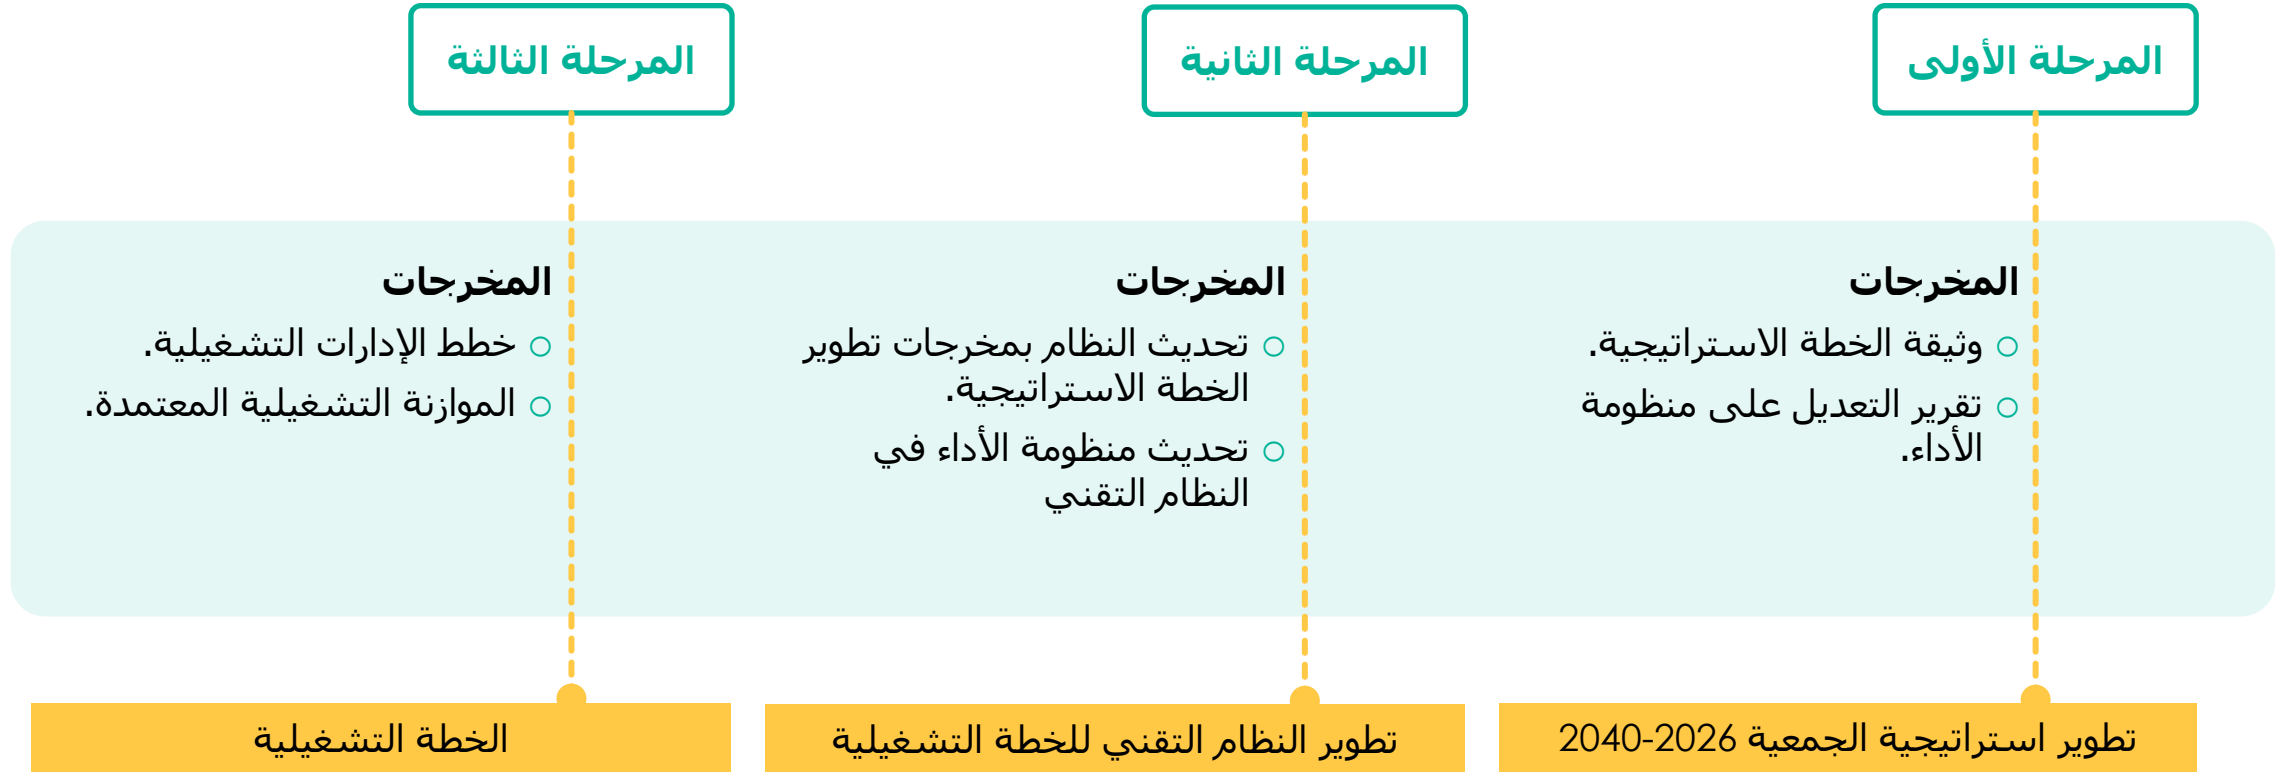 المرحلة الأولى
المرحلة الثانية
المرحلة الثالثة
المخرجات
وثيقة الخطة الاستراتيجية.
تقرير التعديل على منظومة
الأداء.
المخرجات
تحديث النظام بمخرجات تطوير
الخطة الاستراتيجية.
تحديث منظومة الأداء في
النظام التقني
المخرجات
خطط الإدارات التشغيلية.
الموازنة التشغيلية المعتمدة.
تطوير استراتيجية الجمعية 2026-2040
تطوير النظام التقني للخطة التشغيلية
الخطة التشغيلية